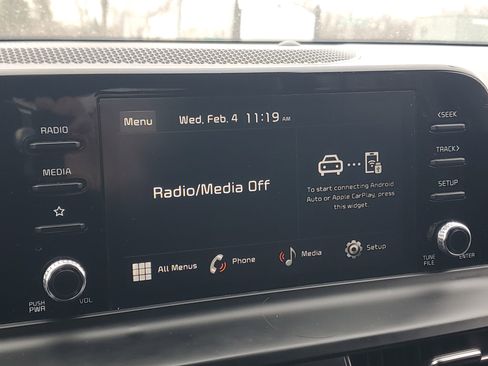 Menu
Wed, Feb. 4 11:19 AM
RADIO
MEDIA
PUSH
PWR
VOL
Radio/Media Off
To start connecting Android
Auto or Apple CarPlay, press
this widget.
All Menus
Phone
Media
Setup
<SEEK
TRACK>
SETUP
TUNE
FILE
ENTER